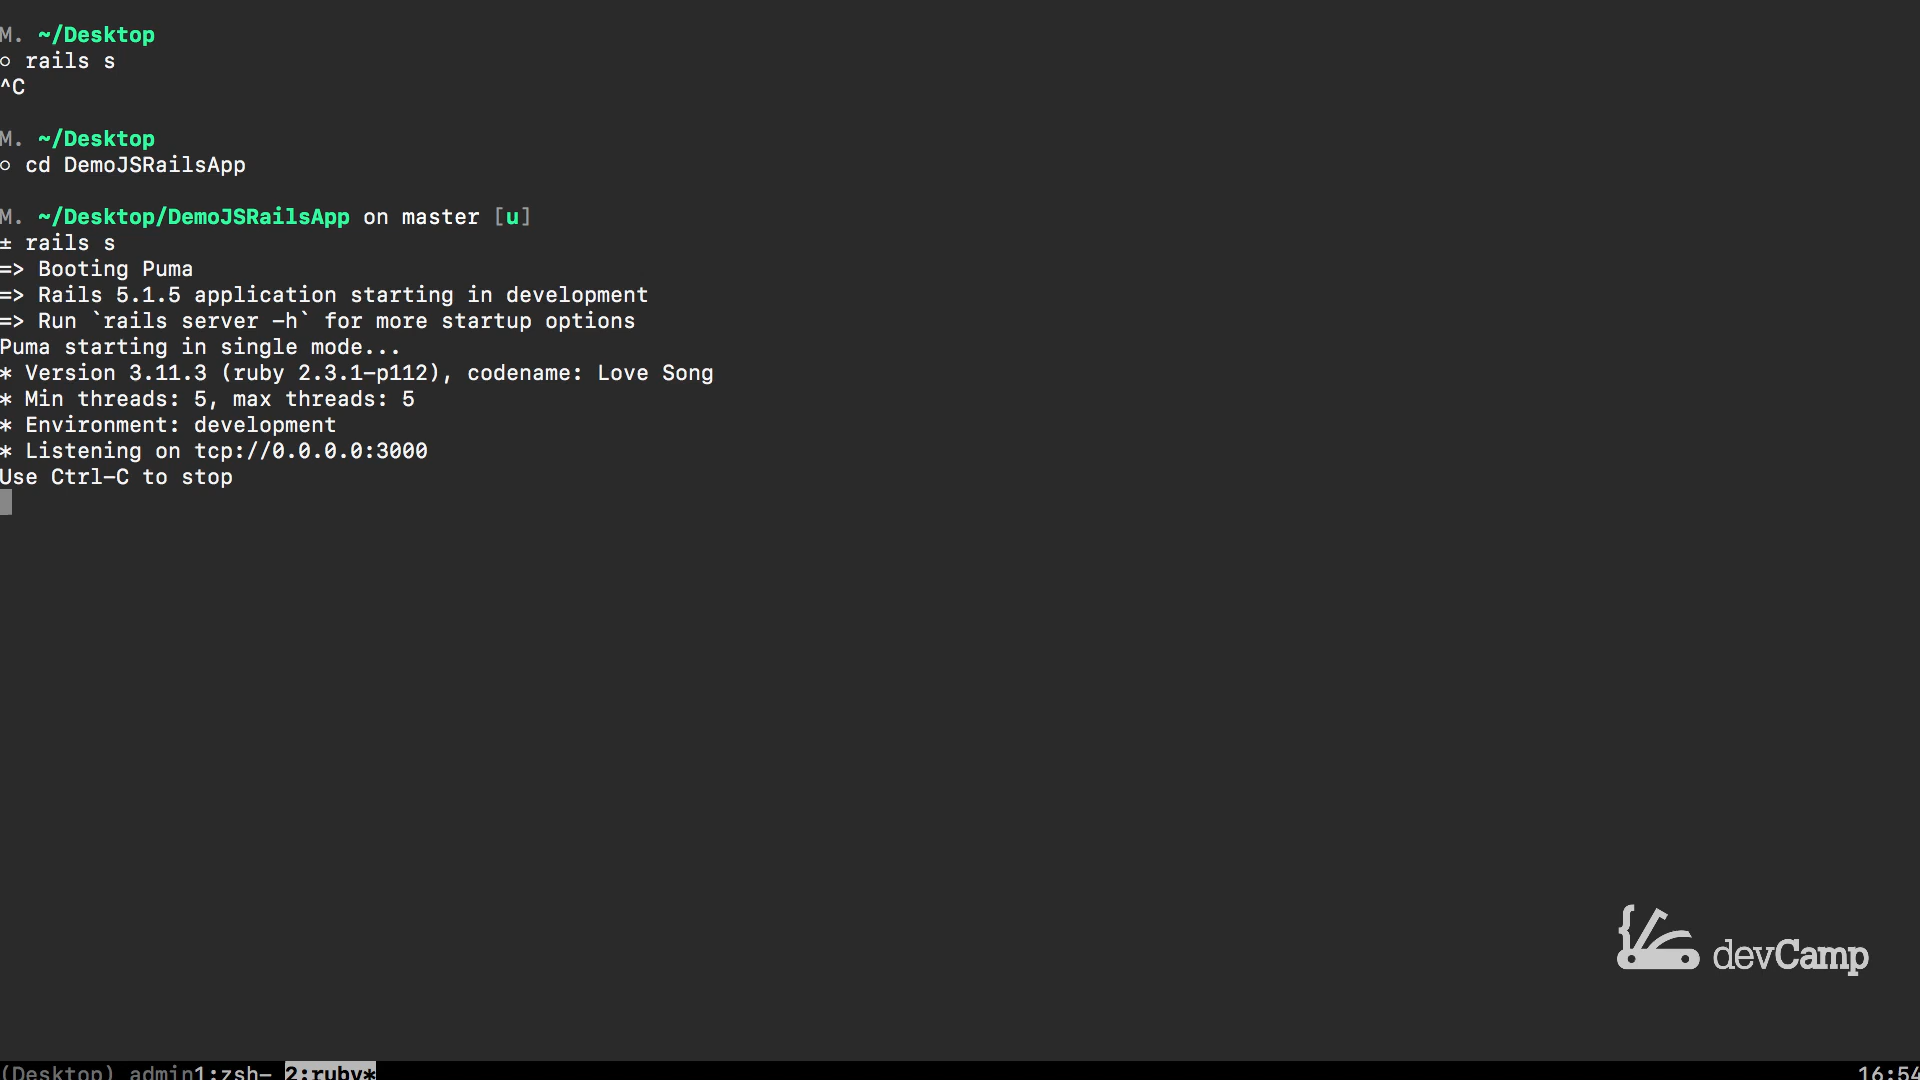 M. ~/Desktop
○ rails s
^C
M. ~/Desktop
○ cd DemoJSRailsApp
M. ~/Desktop/DemoJSRailsApp on master [u]
± rails s
=> Booting Puma
=> Rails 5.1.5 application starting in development
=> Run `rails server -h` for more startup options
Puma starting in single mode...
* Version 3.11.3 (ruby 2.3.1-p112), codename: Love Song
* Min threads: 5, max threads: 5
* Environment: development
* Listening on tcp://0.0.0.0:3000
Use Ctrl-C to stop
devCamp
(Desktop) admin1:zsh- 2:ruby* 16:54